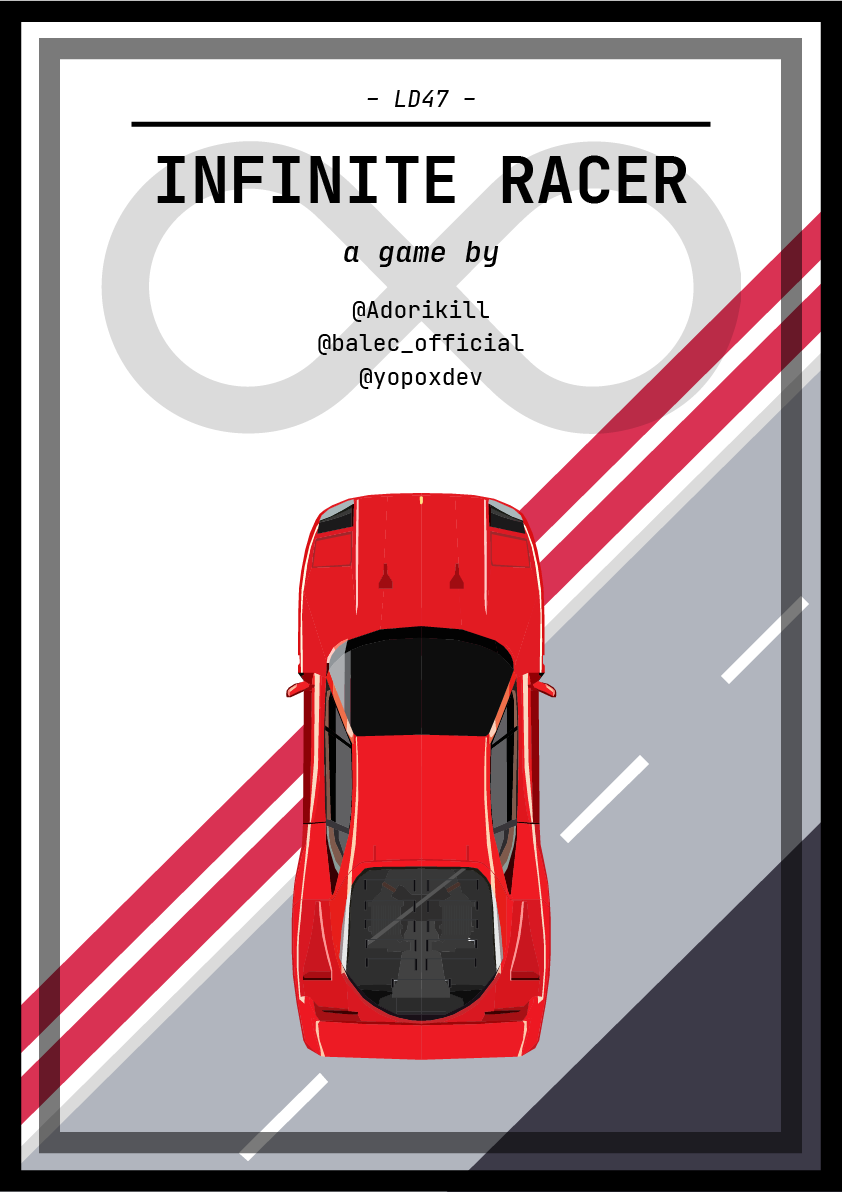 - LD47 -
INFINITE RACER
a game by
@Adorikill
@balec_official
@yopoxdev